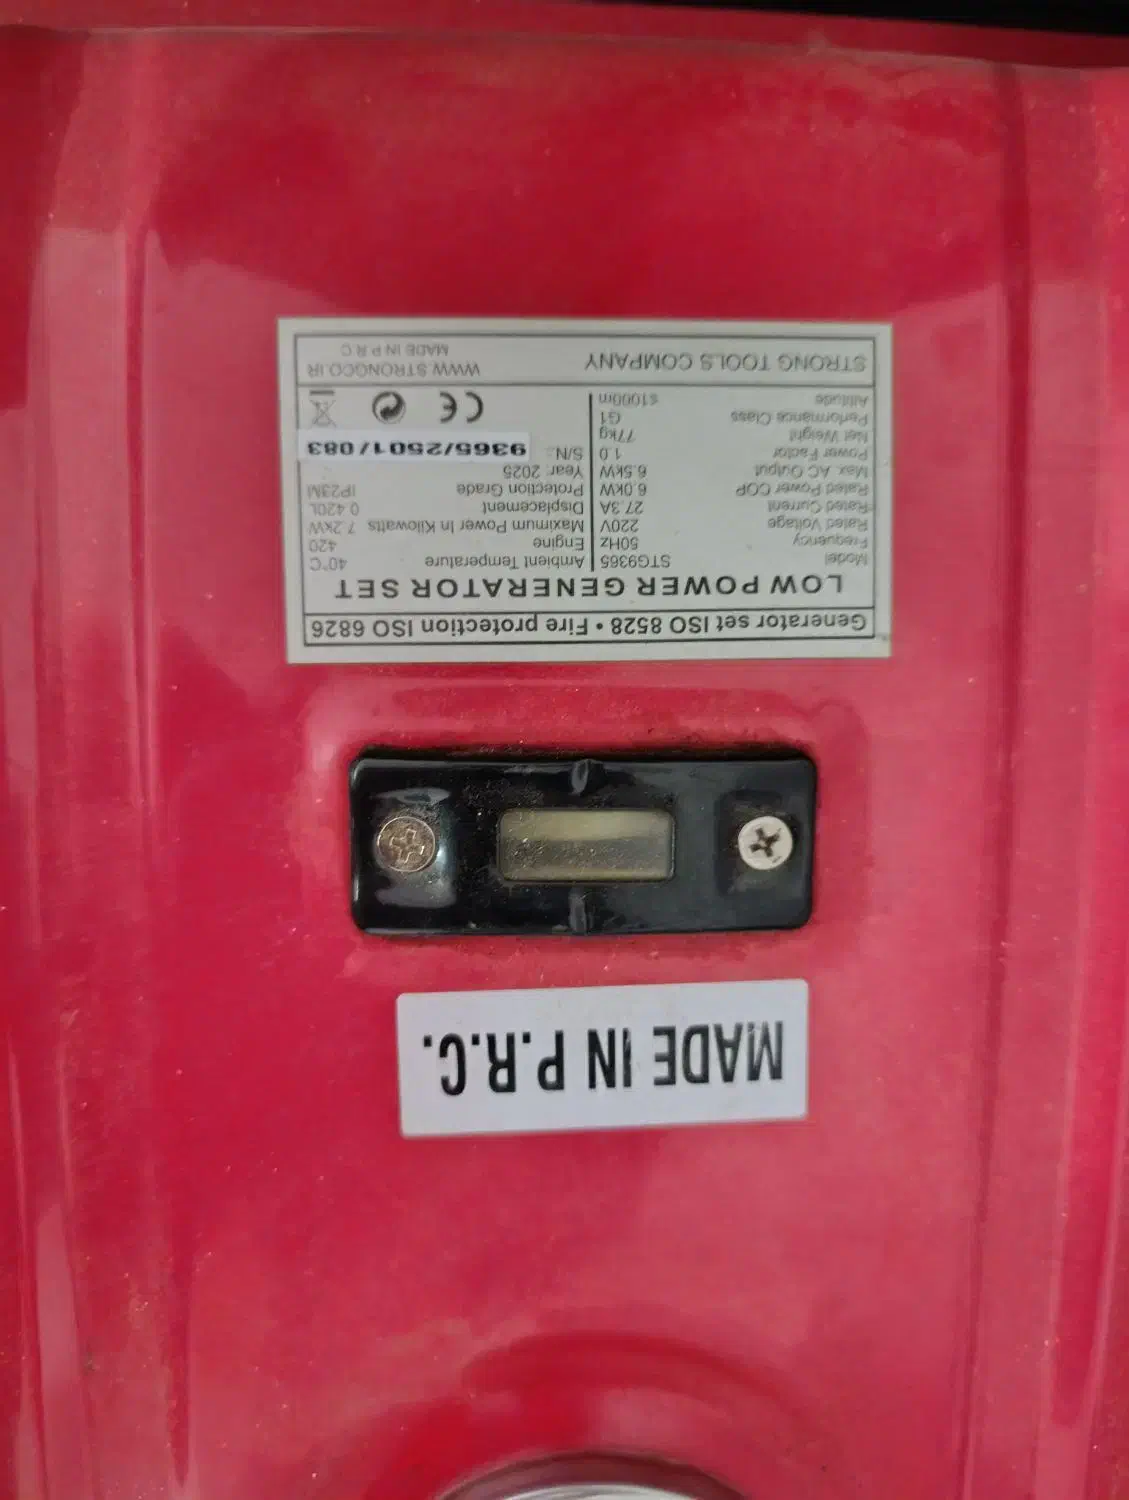 Generator set ISO 8528 • Fire protection ISO 6826
LOW POWER GENERATOR SET
Model STG9365 Ambient Temperature 40°C
Frequency 50Hz Engine 420
Rated Voltage 220V Maximum Power In Kilowatts 7.2kW
Rated Current 27.3A Displacement 0.420L
Rated Power COP 6.0kW Protection Grade IP23M
Max. AC Output 6.5kW Year: 2025
Power Factor 1.0 S/N: 9365/2501/083
Net Weight 77kg
Performance Class G1
Altitude ≤1000m
CE
STRONG TOOLS COMPANY WWW.STRONGCO.IR
MADE IN P.R.C
MADE IN P.R.C.